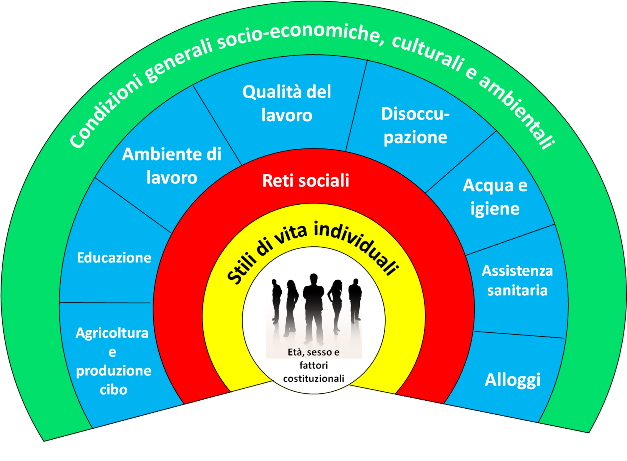 Condizioni generali socio-economiche, culturali e ambientali
Qualità del
lavoro
Disoccu-
pazione
Ambiente di
lavoro
Acqua e
igiene
Educazione
Assistenza
sanitaria
Agricoltura
e
produzione
cibo
Alloggi
Reti sociali
Stili di vita individuali
Età, sesso e
fattori
costituzionali